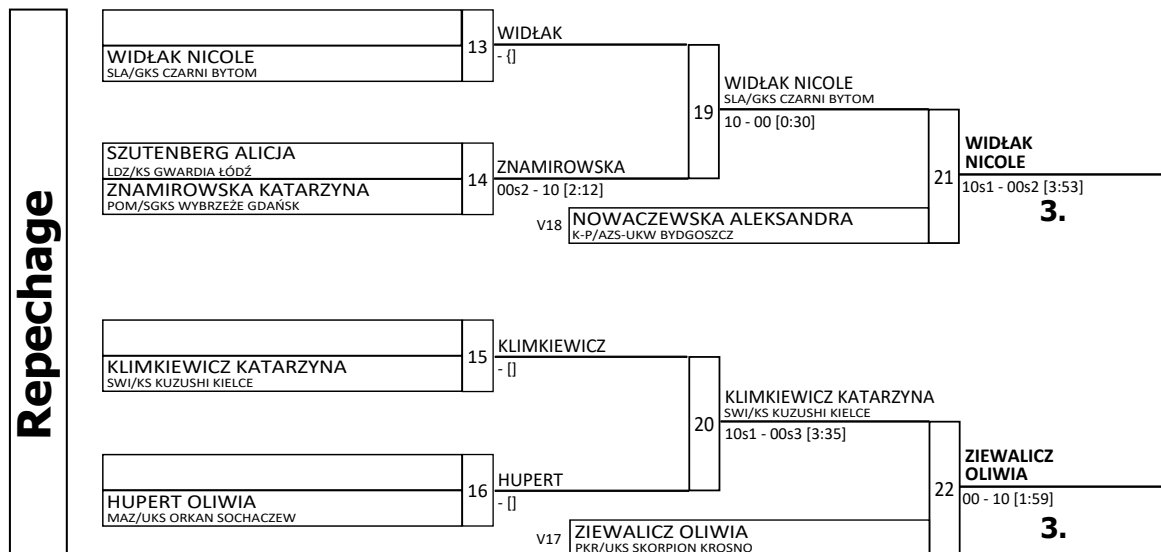 Repechage
WIDŁAK NICOLE
SLA/GKS CZARNI BYTOM
13
WIDŁAK
- {]
SZUTENBERG ALICJA
LDZ/KS GWARDIA ŁÓDŹ
ZNAMIROWSKA KATARZYNA
POM/SGKS WYBRZEŻE GDAŃSK
14
ZNAMIROWSKA
00s2 - 10 [2:12]
19
WIDŁAK NICOLE
SLA/GKS CZARNI BYTOM
10 - 00 [0:30]
V18
NOWACZEWSKA ALEKSANDRA
K-P/AZS-UKW BYDGOSZCZ
21
WIDŁAK
NICOLE
10s1 - 00s2 [3:53]
3.
KLIMKIEWICZ KATARZYNA
SWI/KS KUZUSHI KIELCE
15
KLIMKIEWICZ
- []
HUPERT OLIWIA
MAZ/UKS ORKAN SOCHACZEW
16
HUPERT
- []
20
KLIMKIEWICZ KATARZYNA
SWI/KS KUZUSHI KIELCE
10s1 - 00s3 [3:35]
V17
ZIEWALICZ OLIWIA
PKR/UKS SKORPION KROSNO
22
ZIEWALICZ
OLIWIA
00 - 10 [1:59]
3.